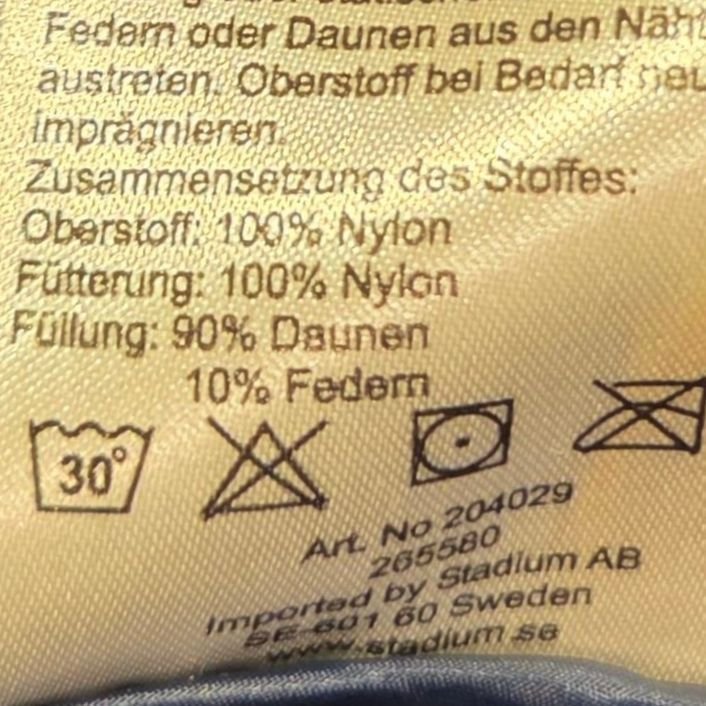 Federn oder Daunen aus den
austreten. Oberstoff bei Bedarf neu
imprägnieren.
Zusammensetzung des Stoffes:
Oberstoff: 100% Nylon
Fütterung: 100% Nylon
Füllung: 90% Daunen
10% Federn
30°
Art. No 204029
265580
Imported by Stadium AB
SE-601 60 Sweden
www.stadium.se